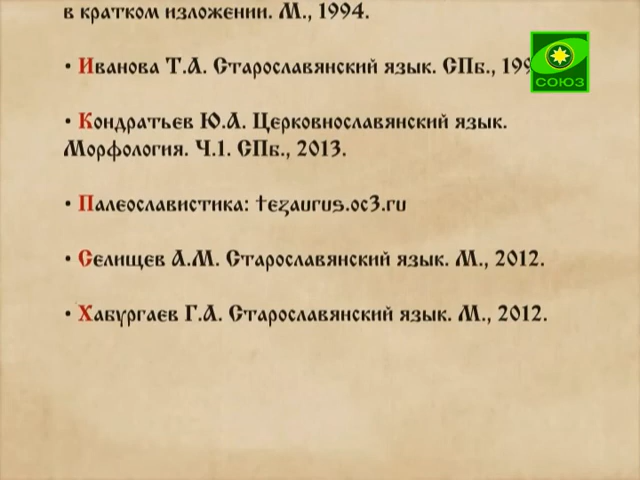 в кратком изложении. М., 1994.
• Иванова Т.А. Старославянский язык. СПб.,
СОЮЗ
• Кондратьев Ю.А. Церковнославянский язык.
Морфология. Ч.1. СПб., 2013.
• Палеославистика: tezaurus.oc3.ru
• Селищев А.М. Старославянский язык. М., 2012.
• Хабургаев Г.А. Старославянский язык. М., 2012.